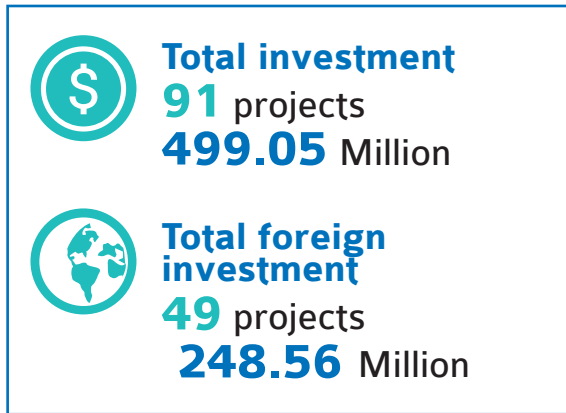 $
Total investment
91 projects
499.05 Million
Total foreign
investment
49 projects
248.56 Million